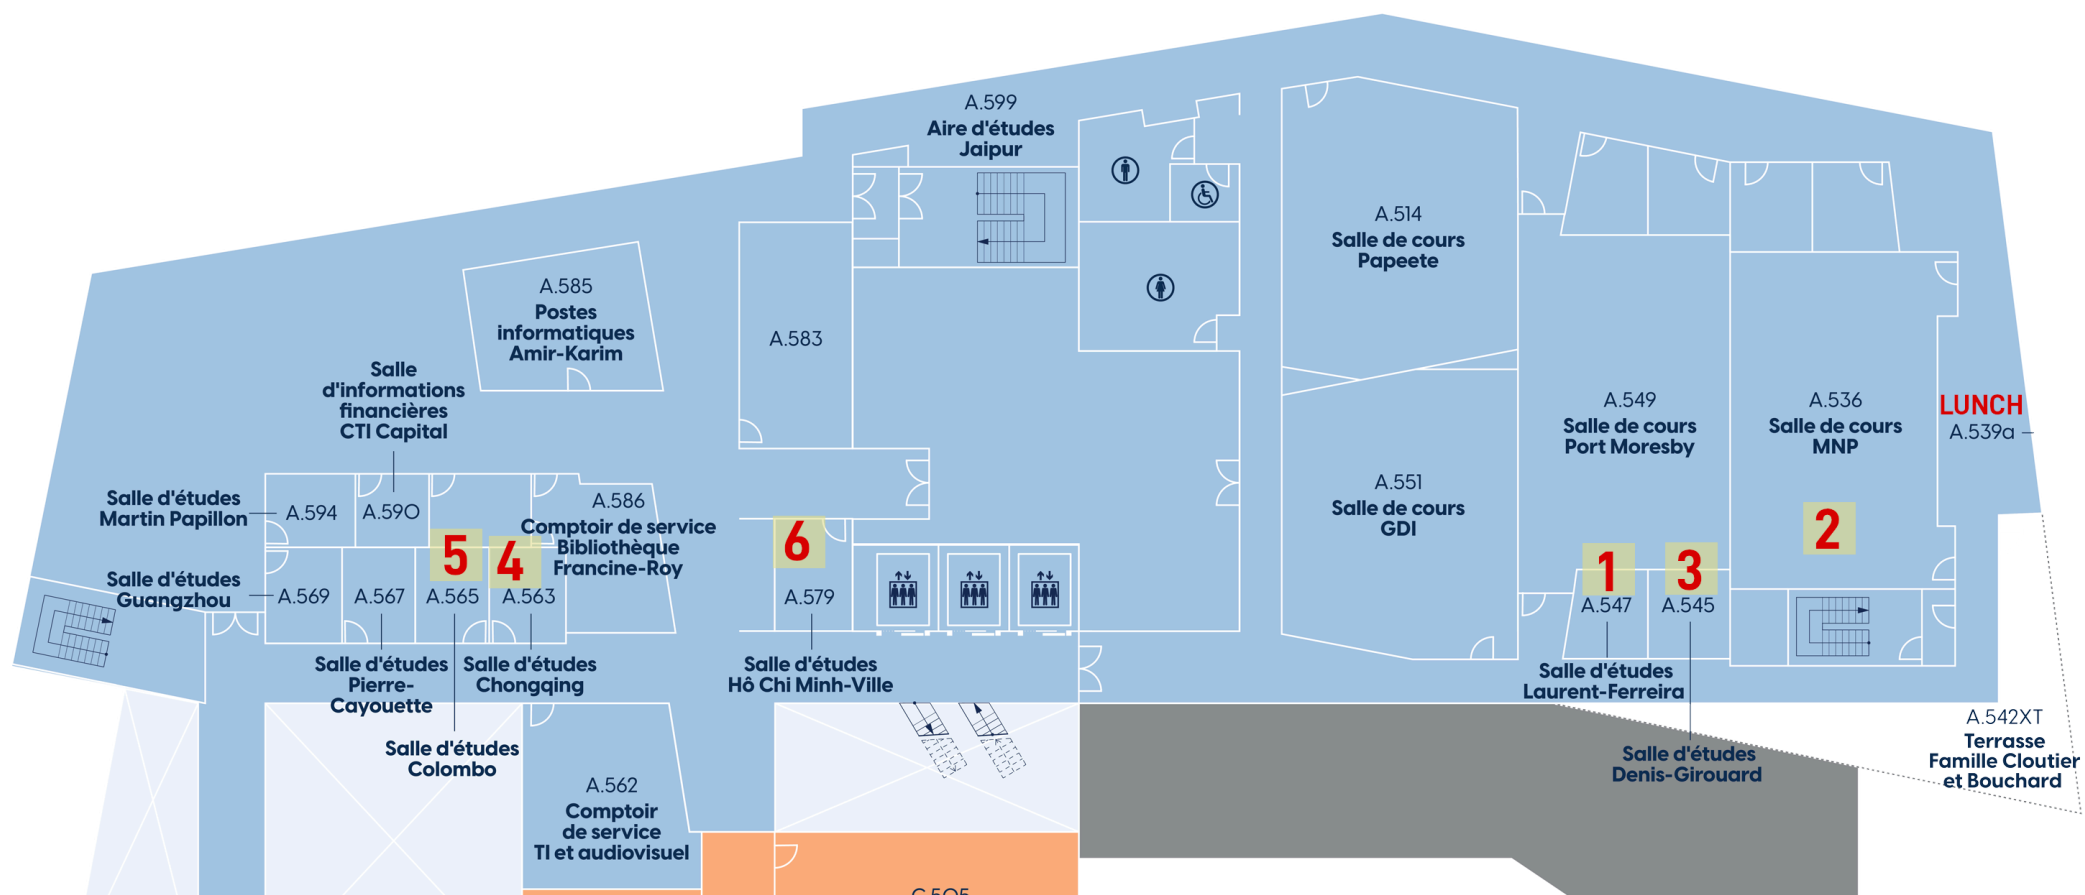 A.599
Aire d'études
Jaipur
A.514
Salle de cours
Papeete
A.585
Postes
informatiques
Amir-Karim
A.583
Salle
d'informations
financières
CTI Capital
A.549
Salle de cours
Port Moresby
A.536
Salle de cours
MNP
LUNCH
A.539a
A.551
Salle de cours
GDI
Salle d'études
Martin Papillon
A.594
A.590
A.586
Comptoir de service
Bibliothèque
Francine-Roy
5
4
6
1
3
2
Salle d'études
Guangzhou
A.569
A.567
A.565
A.563
A.579
A.547
A.545
Salle d'études
Pierre-
Cayouette
Salle d'études
Chongqing
Salle d'études
Hô Chi Minh-Ville
Salle d'études
Laurent-Ferreira
Salle d'études
Colombo
Salle d'études
Denis-Girouard
A.542XT
Terrasse
Famille Cloutier
et Bouchard
A.562
Comptoir
de service
TI et audiovisuel
C.505